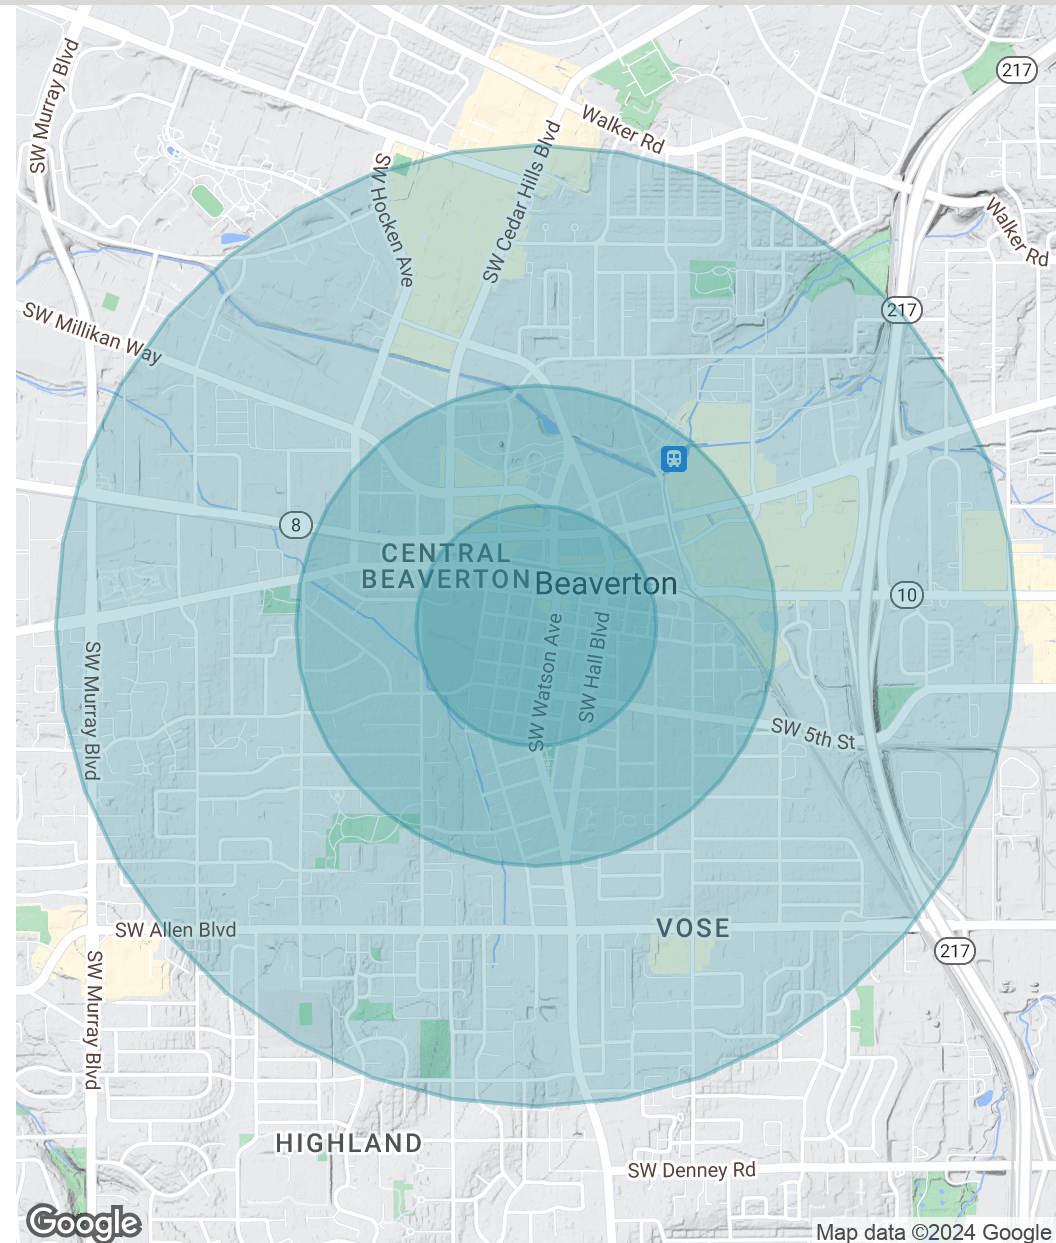 217
SW Murray Blvd
Walker Rd
SW Hocken Ave
SW Cedar Hills Blvd
Walker Rd
217
SW Millikan Way
8
CENTRAL
BEAVERTON
Beaverton
10
SW Watson Ave
SW Hall Blvd
SW Murray Blvd
SW 5th St
SW Allen Blvd
VOSE
217
SW Murray Blvd
HIGHLAND
SW Denney Rd
Google
Map data ©2024 Google